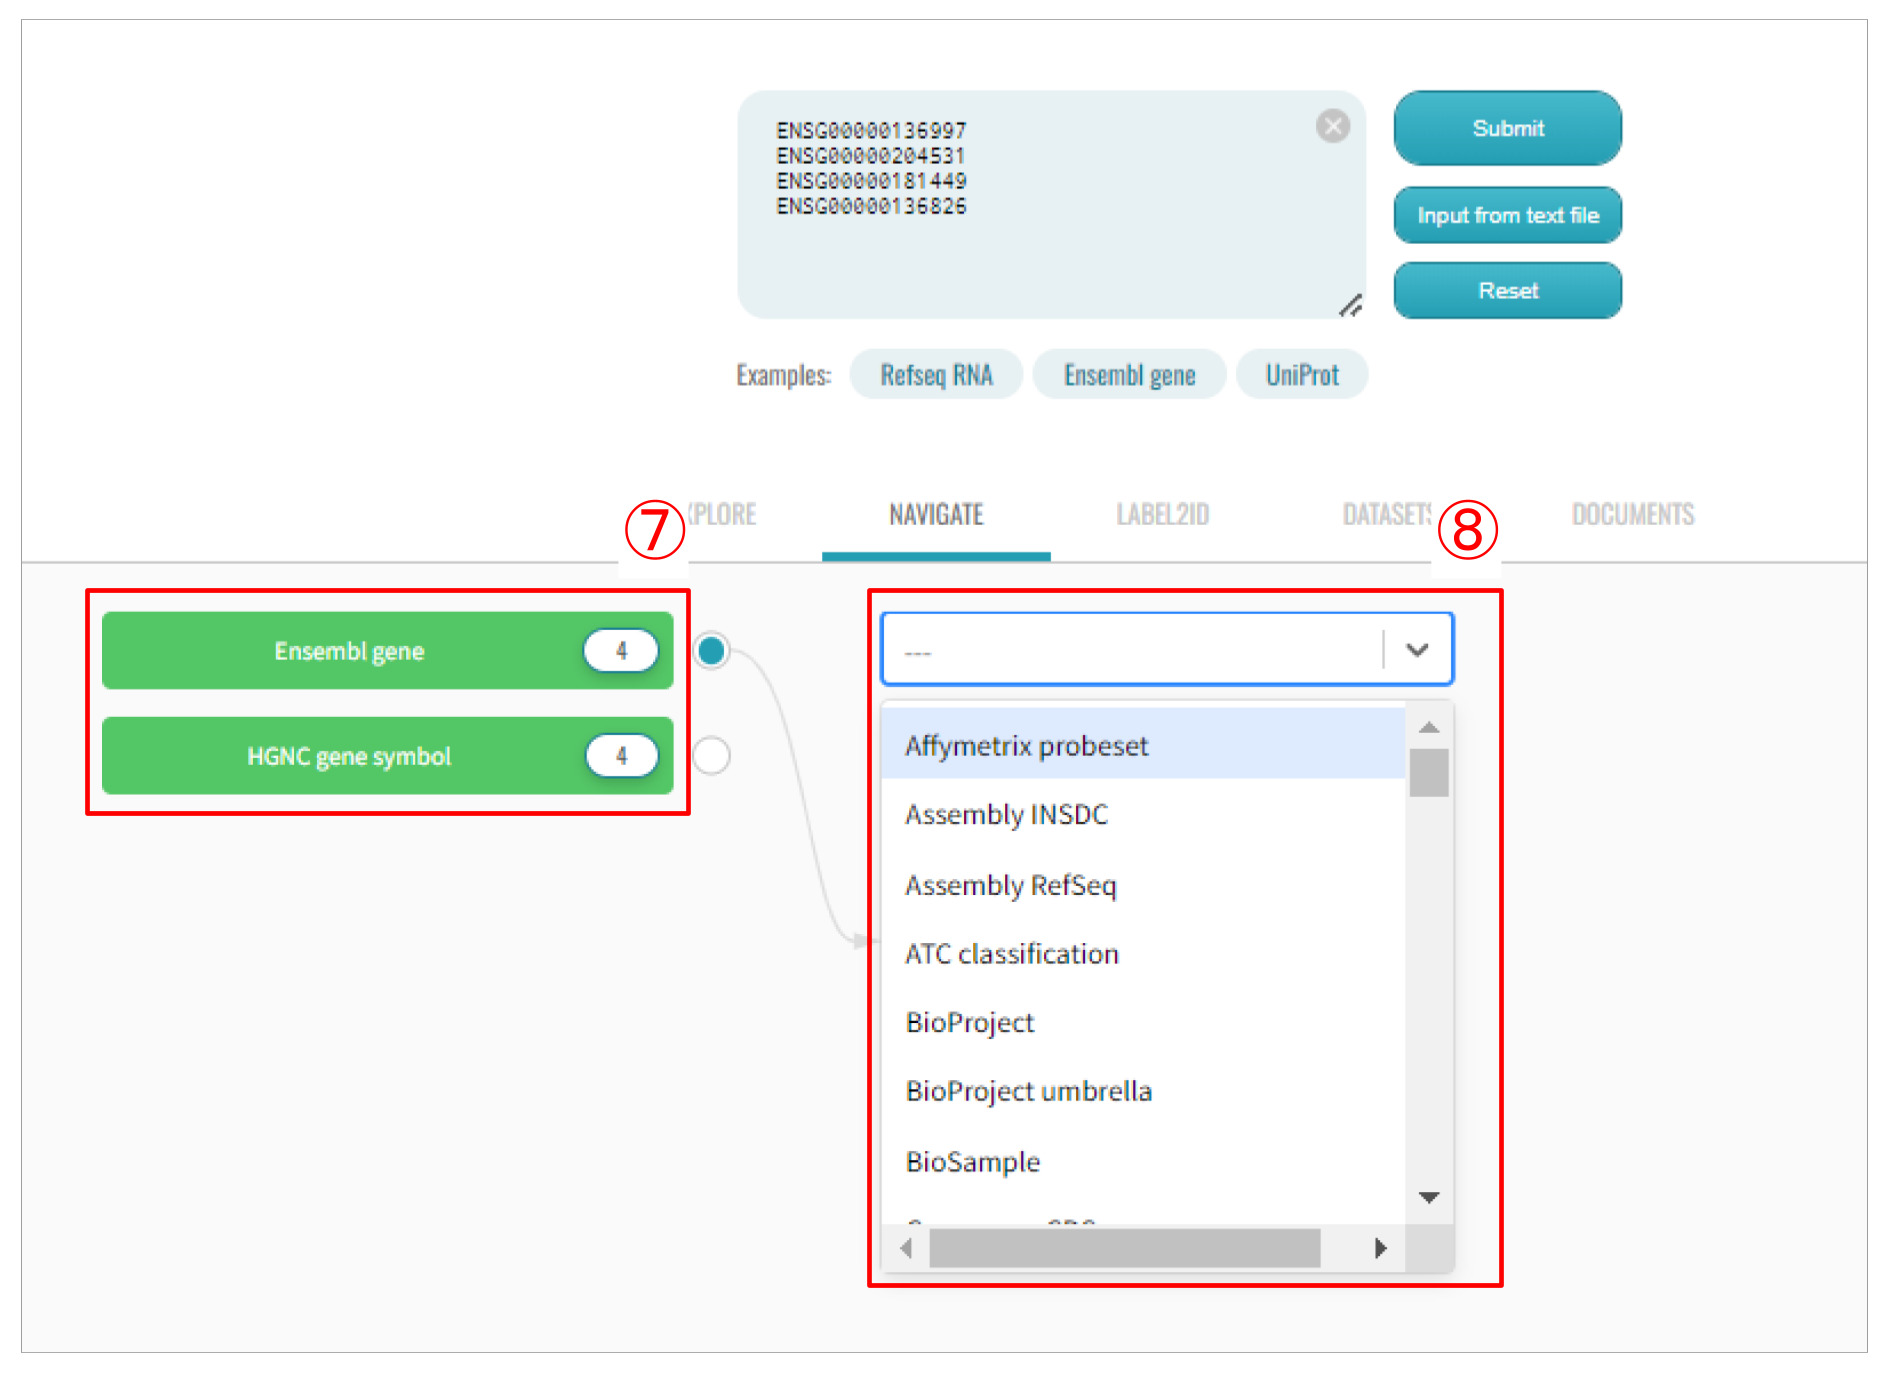 ENSG00000136997
ENSG00000204531
ENSG00000181449
ENSG00000136826
Submit
Input from text file
Reset
Examples: Refseq RNA Ensembl gene UniProt
XPLORE NAVIGATE LABEL2ID DATASETS DOCUMENTS
⑦ ⑧
Ensembl gene 4
HGNC gene symbol 4
---
Affymetrix probeset
Assembly INSDC
Assembly RefSeq
ATC classification
BioProject
BioProject umbrella
BioSample